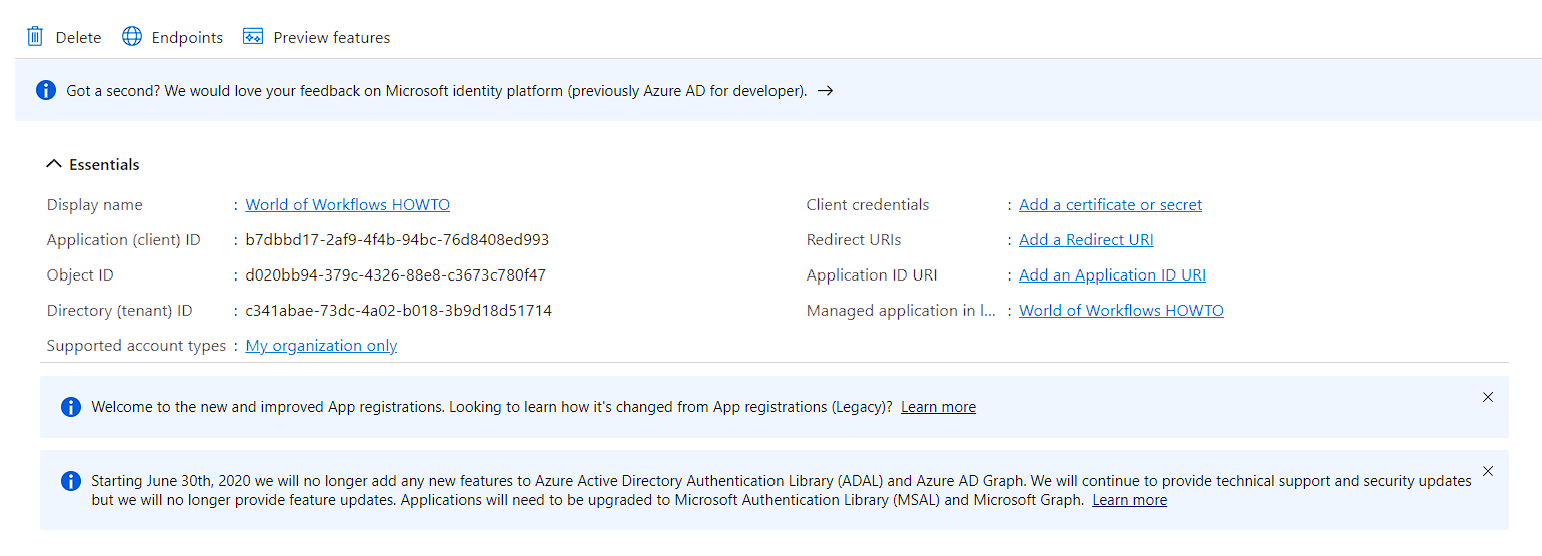 Delete Endpoints Preview features
Got a second? We would love your feedback on Microsoft identity platform (previously Azure AD for developer). →
Essentials
Display name : World of Workflows HOWTO
Application (client) ID : b7dbbd17-2af9-4f4b-94bc-76d8408ed993
Object ID : d020bb94-379c-4326-88e8-c3673c780f47
Directory (tenant) ID : c341abae-73dc-4a02-b018-3b9d18d51714
Supported account types : My organization only
Client credentials : Add a certificate or secret
Redirect URIs : Add a Redirect URI
Application ID URI : Add an Application ID URI
Managed application in l... : World of Workflows HOWTO
Welcome to the new and improved App registrations. Looking to learn how it's changed from App registrations (Legacy)? Learn more
Starting June 30th, 2020 we will no longer add any new features to Azure Active Directory Authentication Library (ADAL) and Azure AD Graph. We will continue to provide technical support and security updates
but we will no longer provide feature updates. Applications will need to be upgraded to Microsoft Authentication Library (MSAL) and Microsoft Graph. Learn more